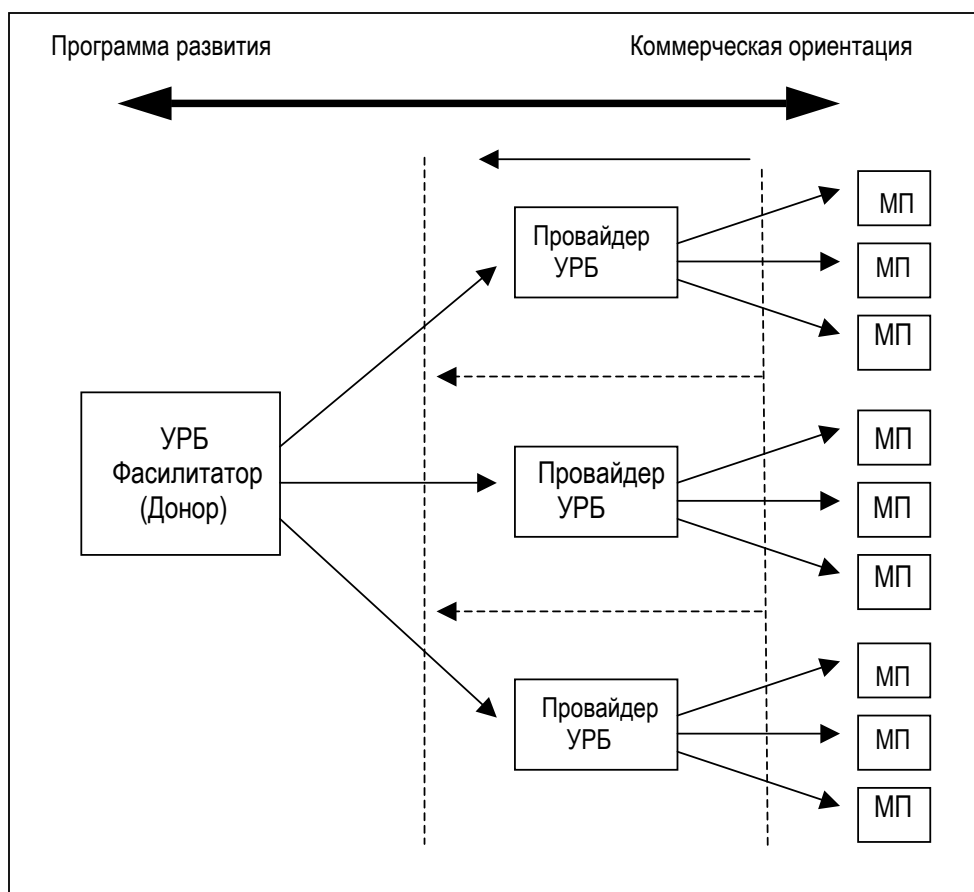 Программа развития
Коммерческая ориентация
МП
Провайдер
УРБ
МП
МП
УРБ
Фасилитатор
(Донор)
МП
Провайдер
УРБ
МП
МП
МП
Провайдер
УРБ
МП
МП